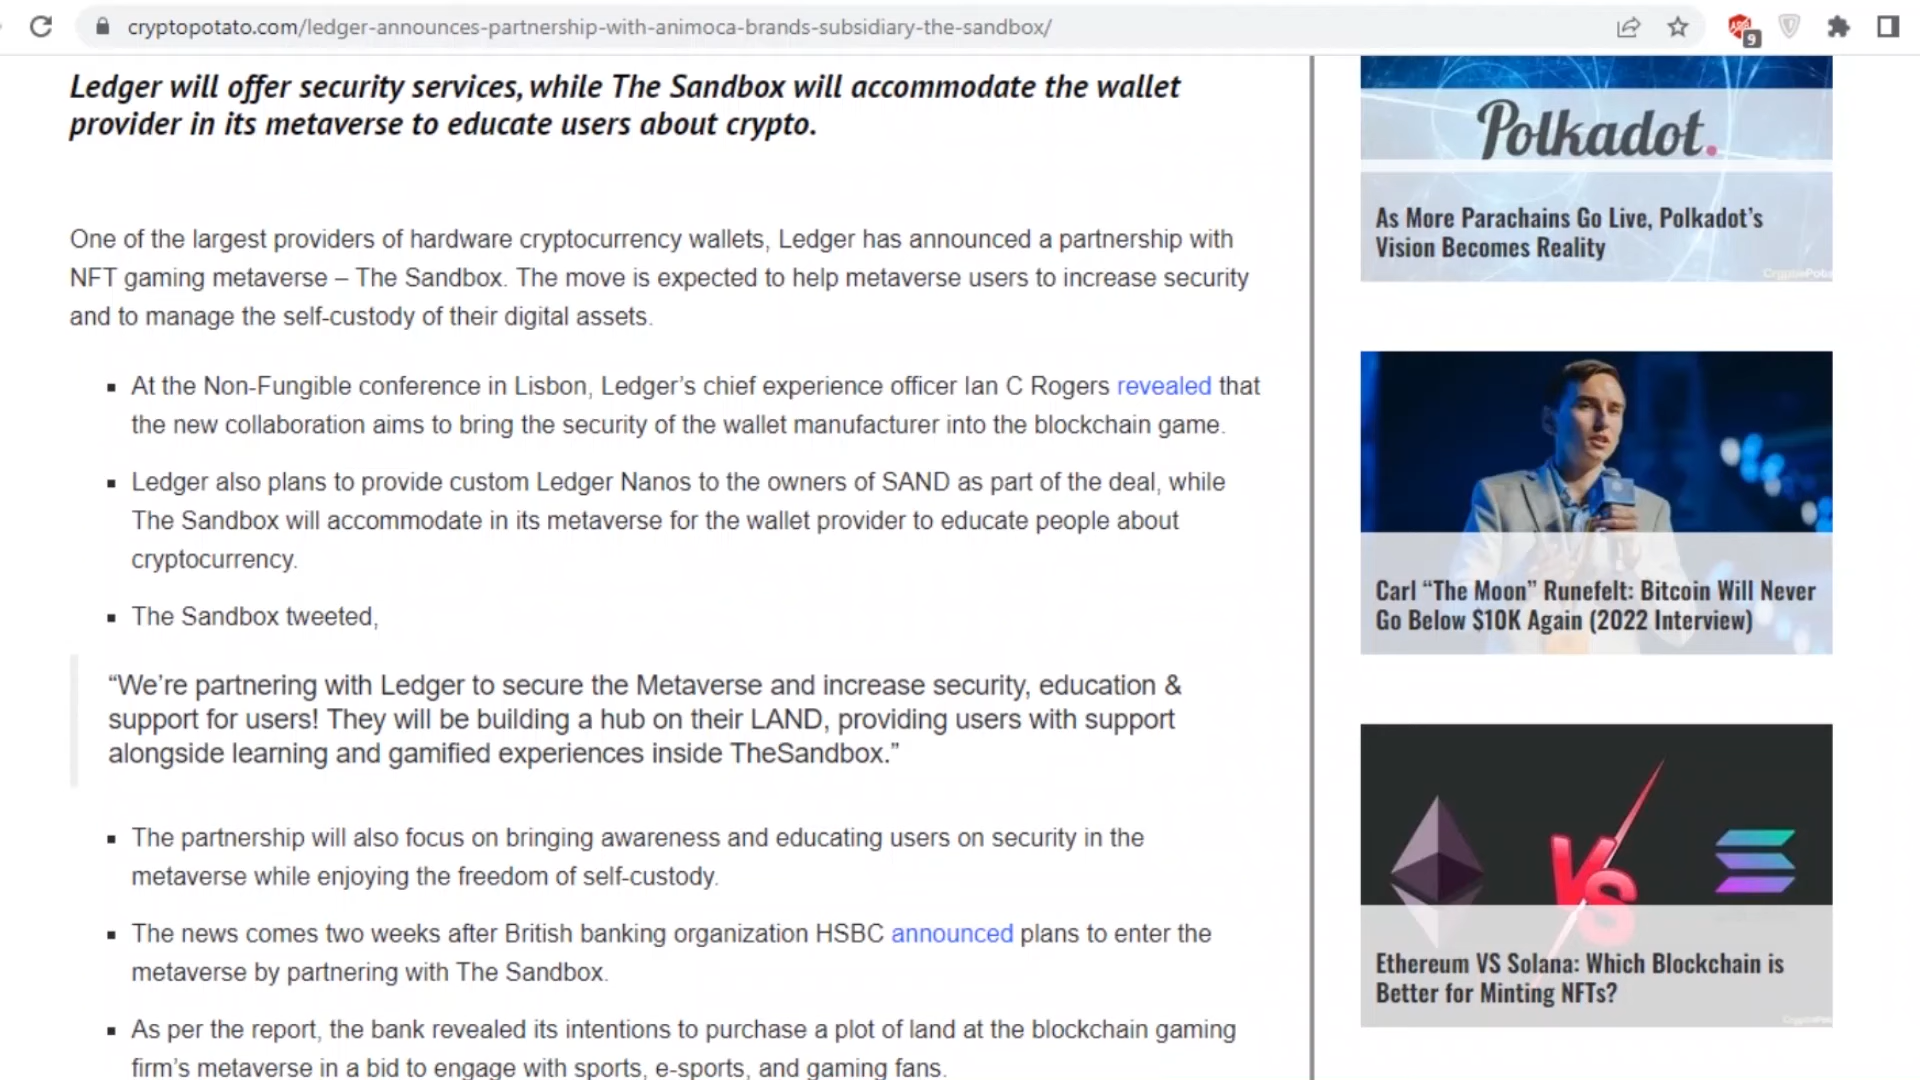 cryptopotato.com/ledger-announces-partnership-with-animoca-brands-subsidiary-the-sandbox/
9
Ledger will offer security services, while The Sandbox will accommodate the wallet
provider in its metaverse to educate users about crypto.
One of the largest providers of hardware cryptocurrency wallets, Ledger has announced a partnership with
NFT gaming metaverse – The Sandbox. The move is expected to help metaverse users to increase security
and to manage the self-custody of their digital assets.
At the Non-Fungible conference in Lisbon, Ledger’s chief experience officer Ian C Rogers revealed that
the new collaboration aims to bring the security of the wallet manufacturer into the blockchain game.
Ledger also plans to provide custom Ledger Nanos to the owners of SAND as part of the deal, while
The Sandbox will accommodate in its metaverse for the wallet provider to educate people about
cryptocurrency.
The Sandbox tweeted,
“We’re partnering with Ledger to secure the Metaverse and increase security, education &
support for users! They will be building a hub on their LAND, providing users with support
alongside learning and gamified experiences inside TheSandbox.”
The partnership will also focus on bringing awareness and educating users on security in the
metaverse while enjoying the freedom of self-custody.
The news comes two weeks after British banking organization HSBC announced plans to enter the
metaverse by partnering with The Sandbox.
As per the report, the bank revealed its intentions to purchase a plot of land at the blockchain gaming
firm’s metaverse in a bid to engage with sports, e-sports, and gaming fans.
Polkadot.
As More Parachains Go Live, Polkadot’s
Vision Becomes Reality
Carl “The Moon” Runefelt: Bitcoin Will Never
Go Below $10K Again (2022 Interview)
VS
Ethereum VS Solana: Which Blockchain is
Better for Minting NFTs?